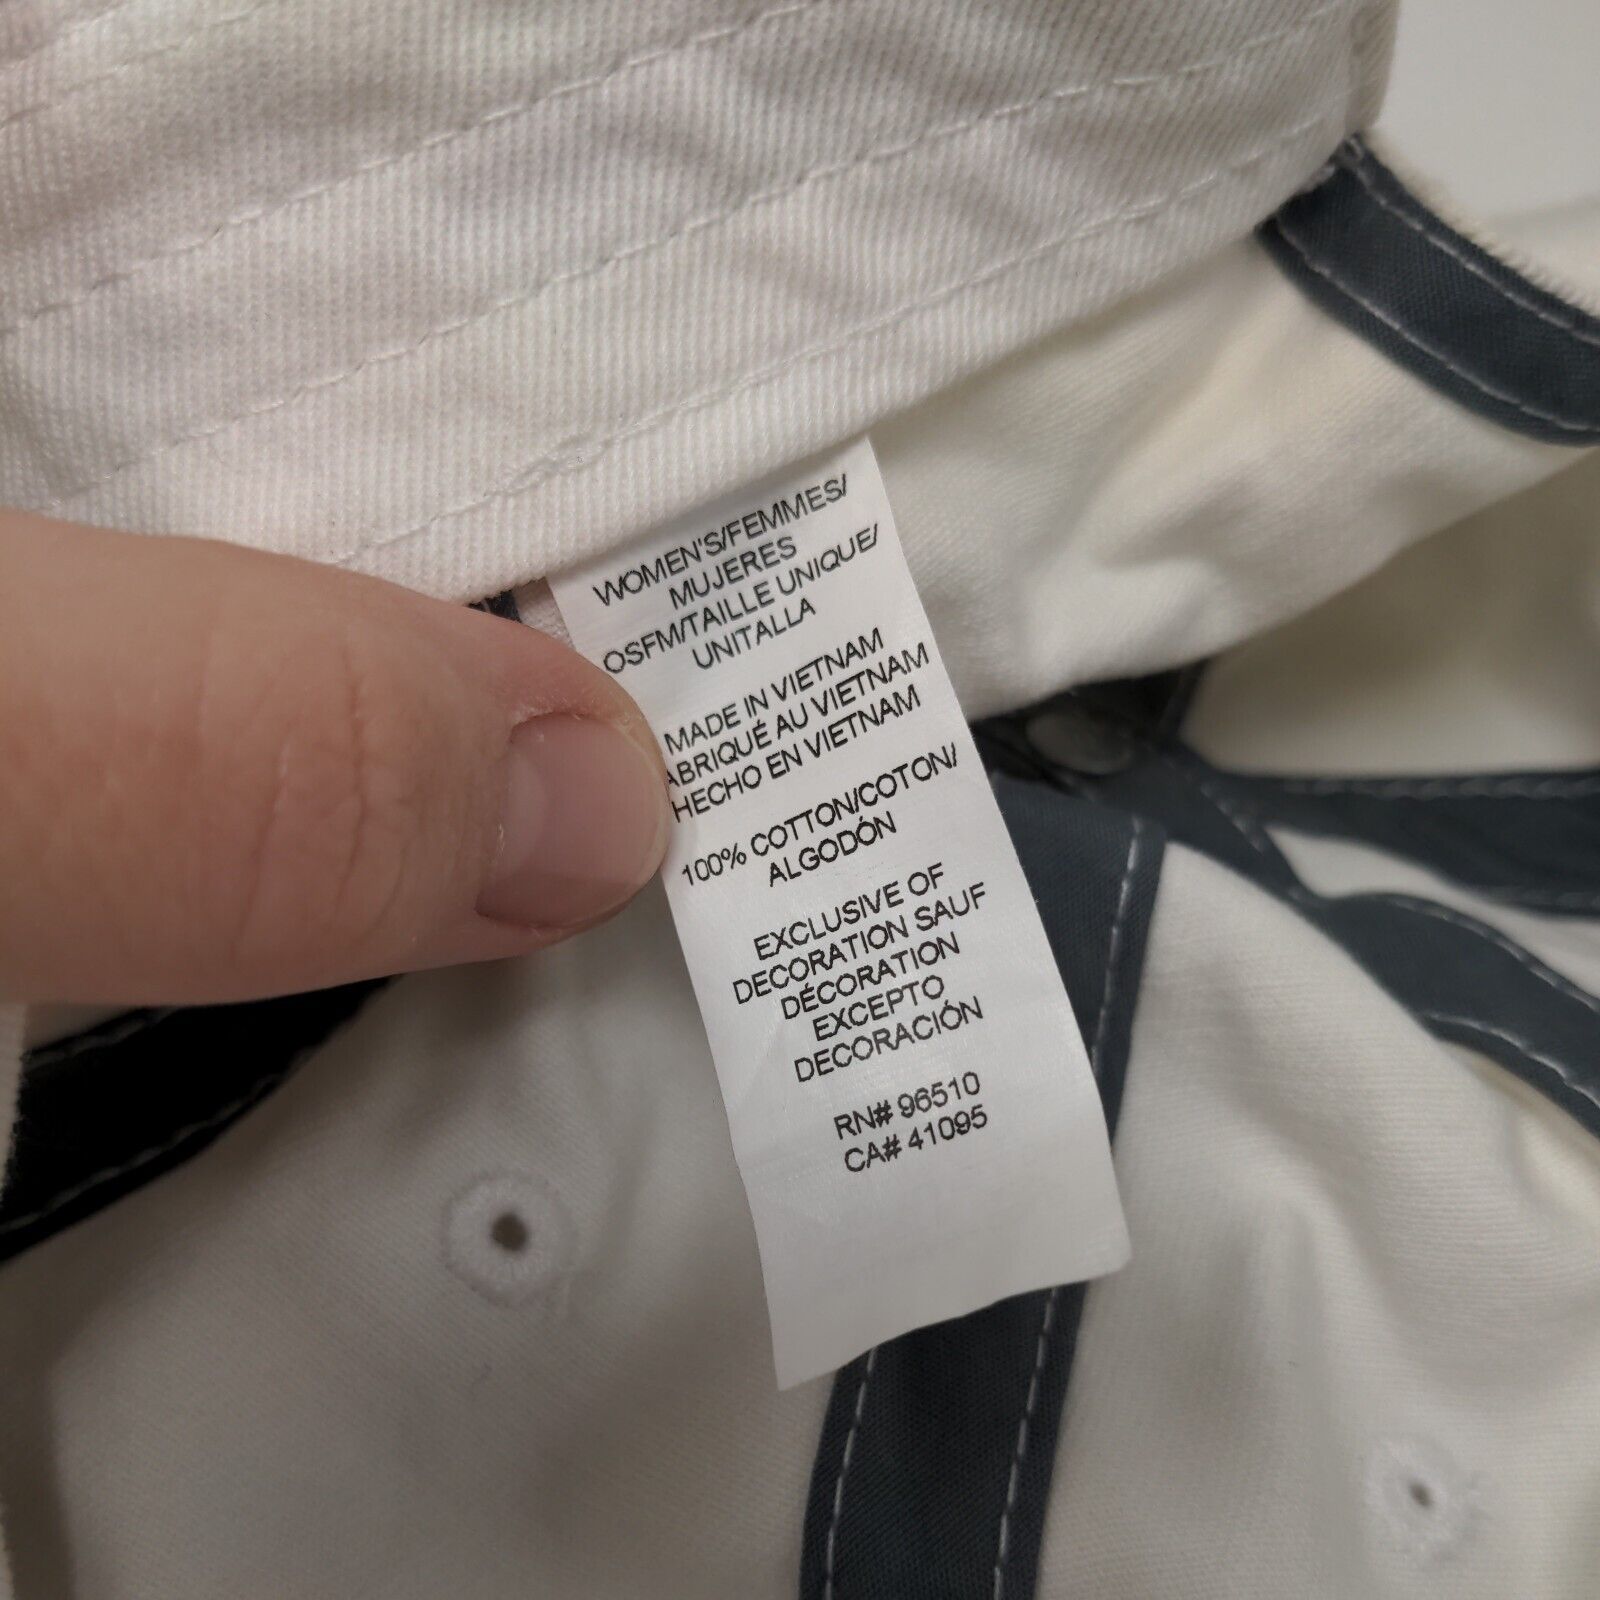 WOMEN'S/FEMMES/
MUJERES
OSFM/TAILLE UNIQUE/
UNITALLA
MADE IN VIETNAM
ABRIQUÉ AU VIETNAM
HECHO EN VIETNAM
100% COTTON/COTON/
ALGODÓN
EXCLUSIVE OF
DECORATION SAUF
DÉCORATION
EXCEPTO
DECORACIÓN
RN# 96510
CA# 41095